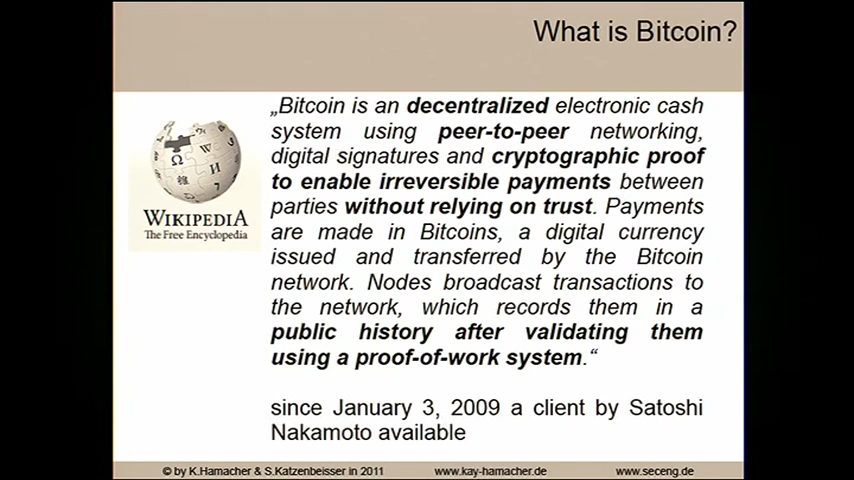 What is Bitcoin?
„Bitcoin is an decentralized electronic cash
system using peer-to-peer networking,
digital signatures and cryptographic proof
to enable irreversible payments between
parties without relying on trust. Payments
are made in Bitcoins, a digital currency
issued and transferred by the Bitcoin
network. Nodes broadcast transactions to
the network, which records them in a
public history after validating them
using a proof-of-work system.“
WIKIPEDIA
The Free Encyclopedia
since January 3, 2009 a client by Satoshi
Nakamoto available
© by K.Hamacher & S.Katzenbeisser in 2011 www.kay-hamacher.de www.seceng.de